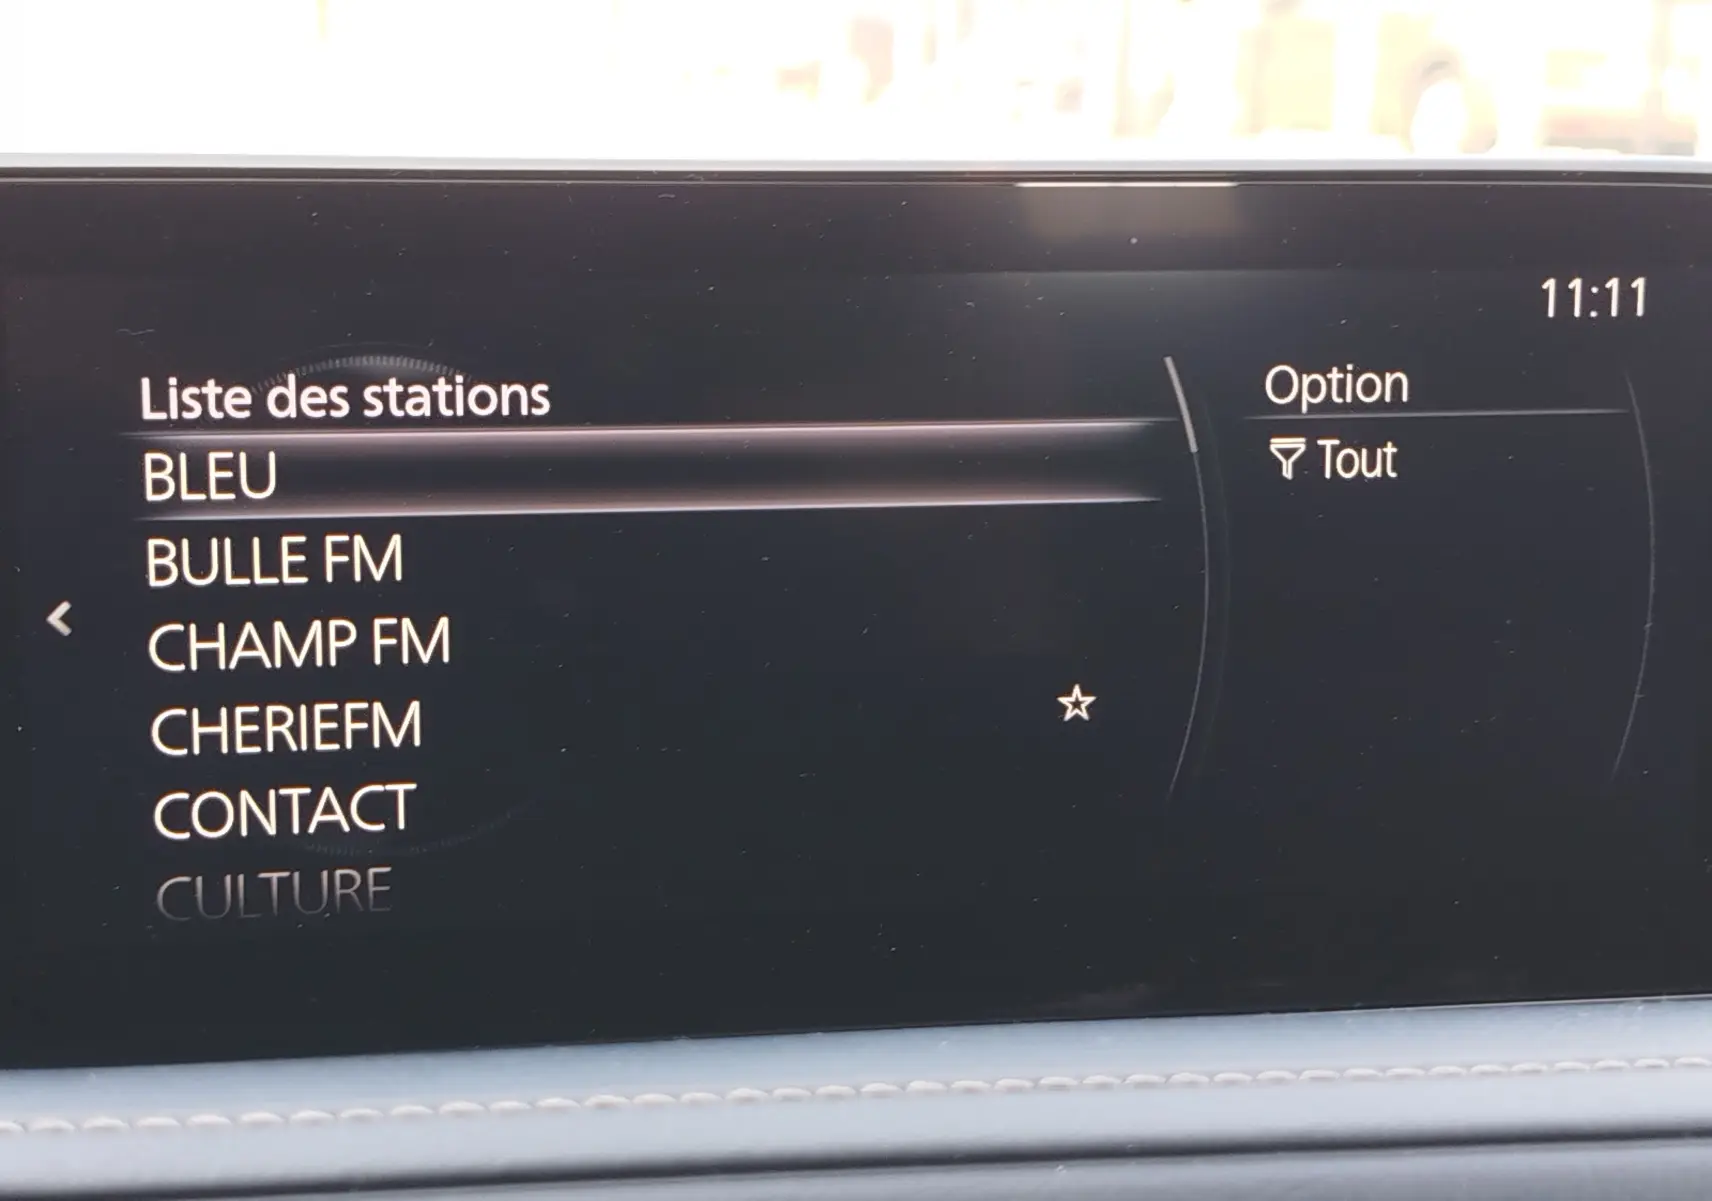 11:11
Liste des stations
BLEU
BULLE FM
CHAMP FM
CHERIEFM
CONTACT
CULTURE
Option
Tout